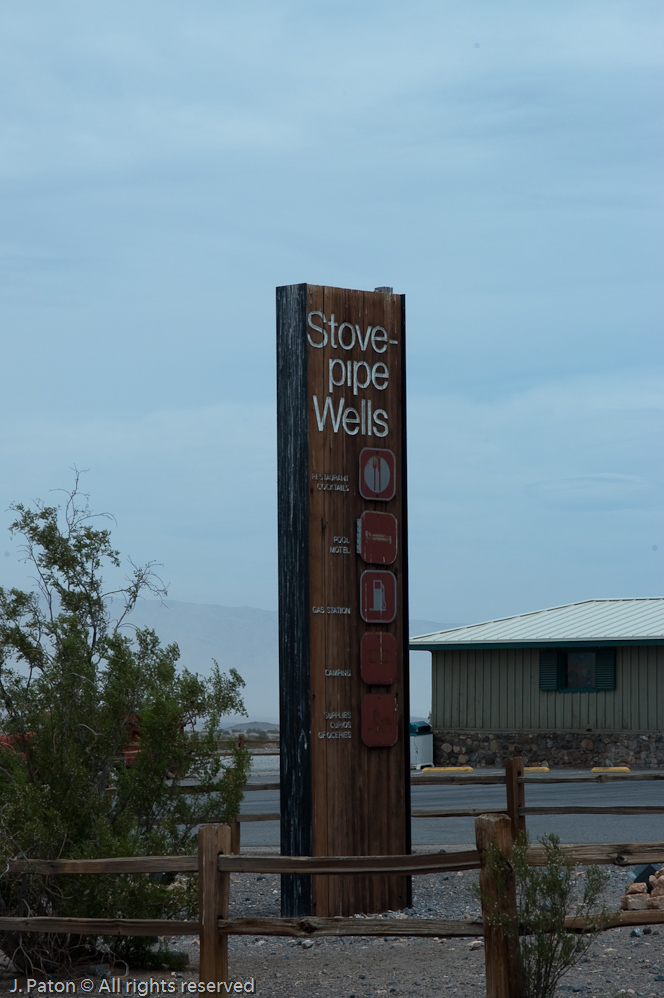 Stove-
pipe
Wells
RESTAURANT
COCKTAILS
POOL
MOTEL
GAS STATION
CAMPING
SUPPLIES
CURIOS
GROCERIES
J. Paton © All rights reserved